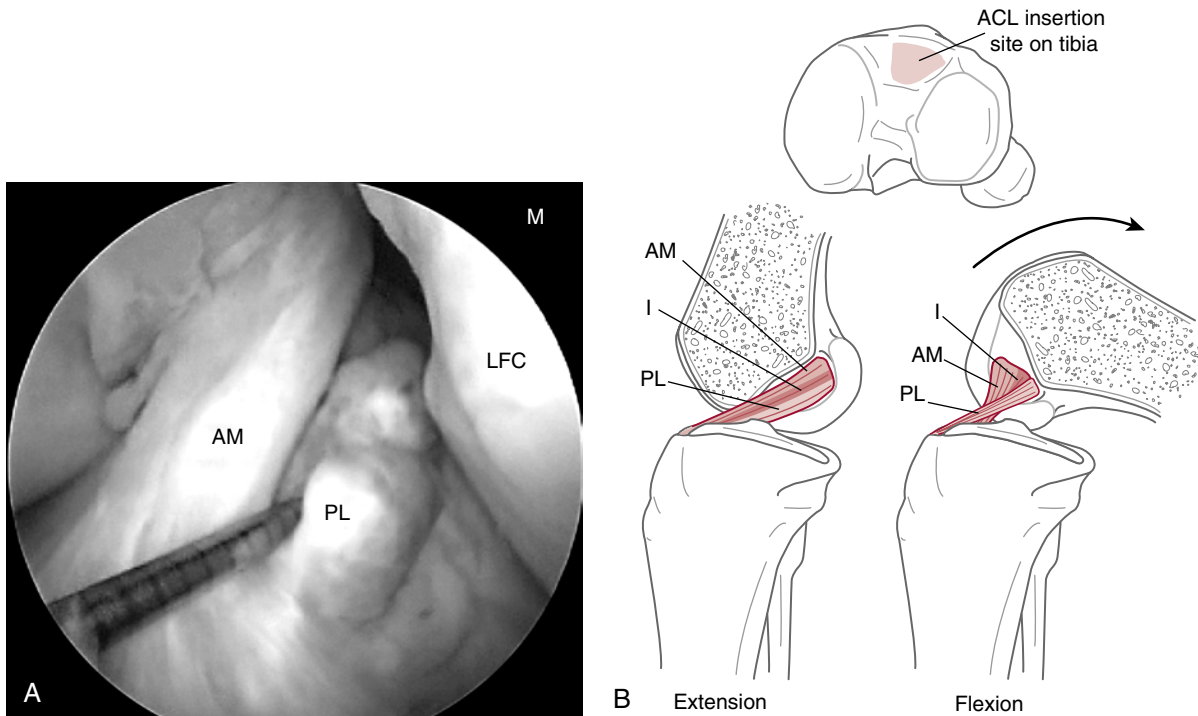 M
LFC
AM
PL
A
ACL insertion
site on tibia
AM
I
PL
I
AM
PL
B
Extension
Flexion